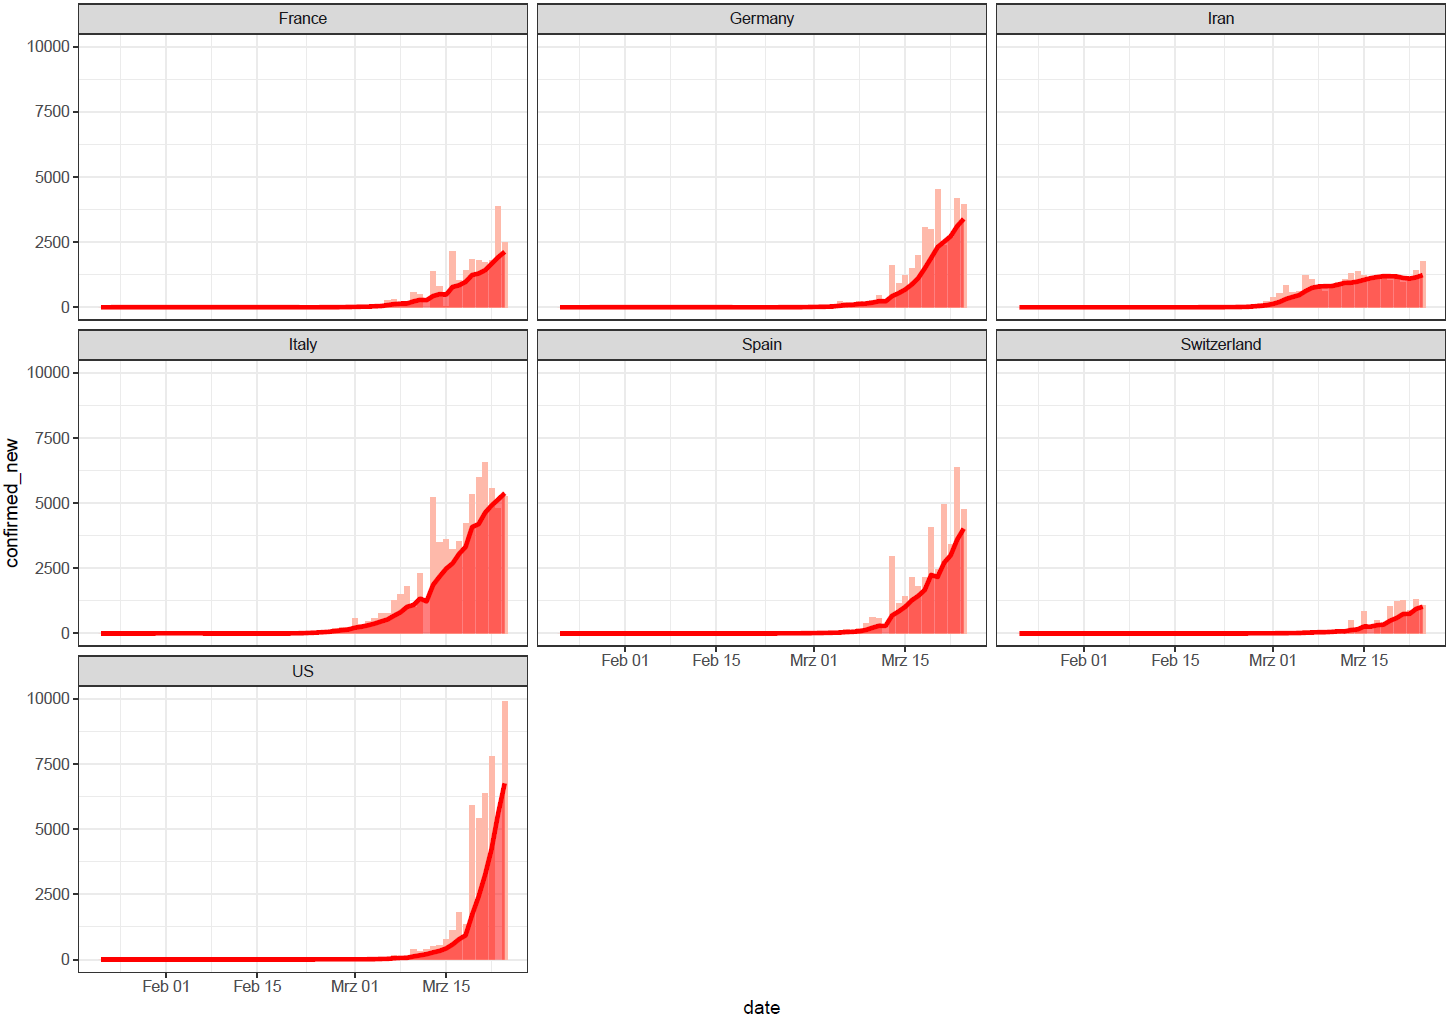 France Germany Iran
10000
7500
5000
2500
0
Italy Spain Switzerland
10000
7500
5000
2500
0
Feb 01 Feb 15 Mrz 01 Mrz 15 Feb 01 Feb 15 Mrz 01 Mrz 15
US
10000
7500
5000
2500
0
Feb 01 Feb 15 Mrz 01 Mrz 15
confirmed_new
date